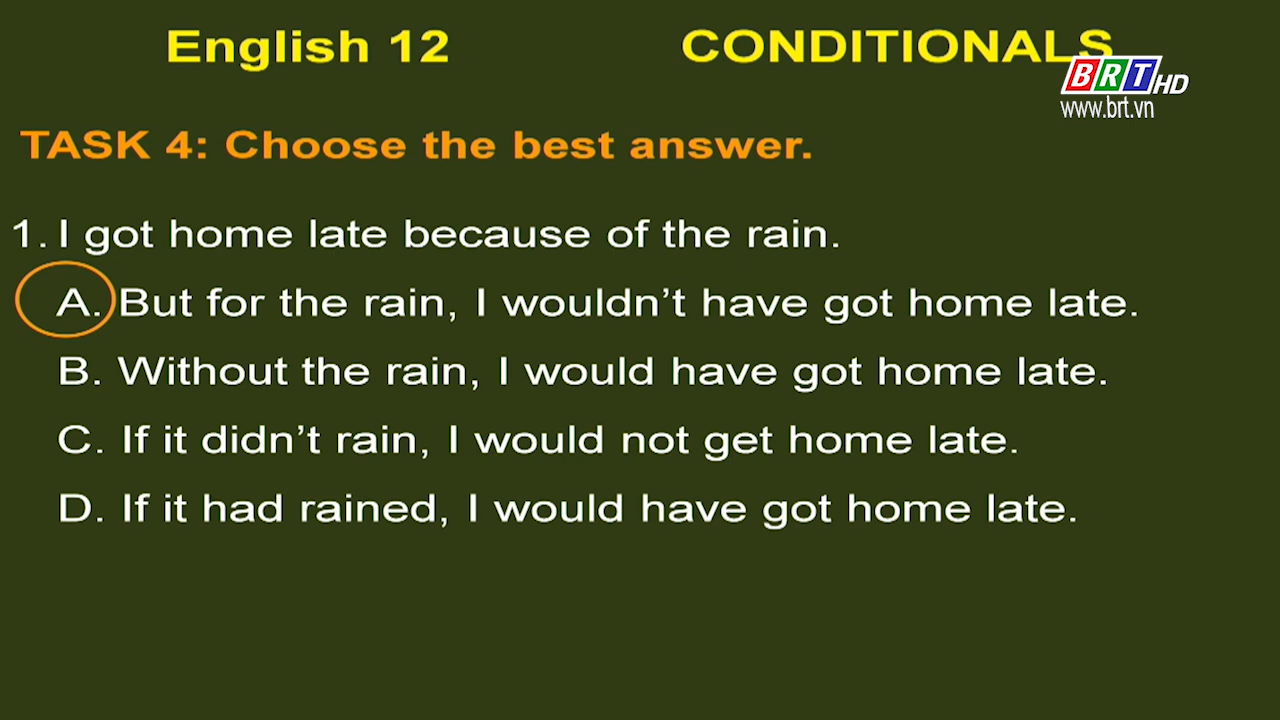 English 12 CONDITIONALS
BRT HD
www.brt.vn
TASK 4: Choose the best answer.
1. I got home late because of the rain.
A. But for the rain, I wouldn’t have got home late.
B. Without the rain, I would have got home late.
C. If it didn’t rain, I would not get home late.
D. If it had rained, I would have got home late.